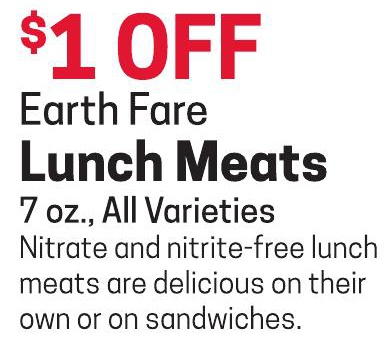 $1 OFF
Earth Fare
Lunch Meats
7 oz., All Varieties
Nitrate and nitrite-free lunch
meats are delicious on their
own or on sandwiches.